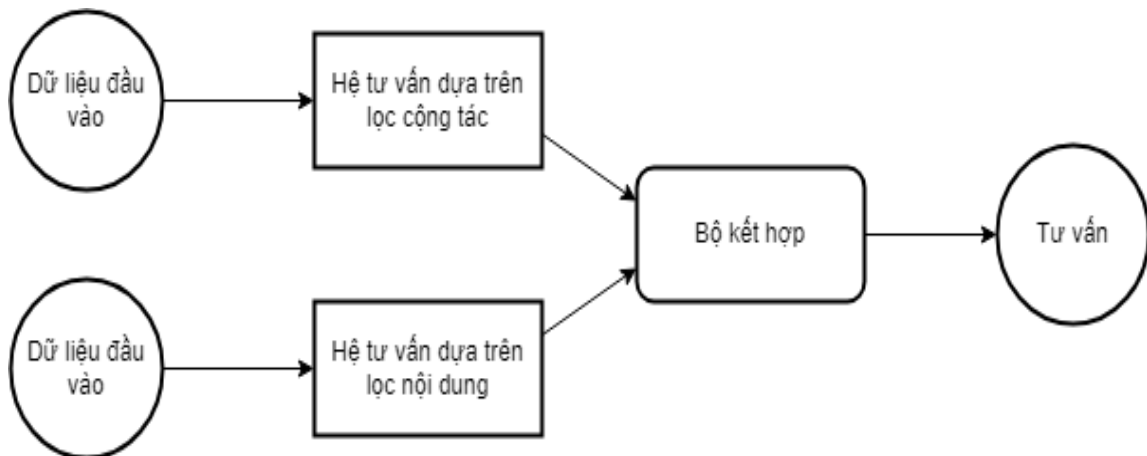 Dữ liệu đầu
vào
Hệ tư vấn dựa trên
lọc cộng tác
Bộ kết hợp
Tư vấn
Dữ liệu đầu
vào
Hệ tư vấn dựa trên
lọc nội dung